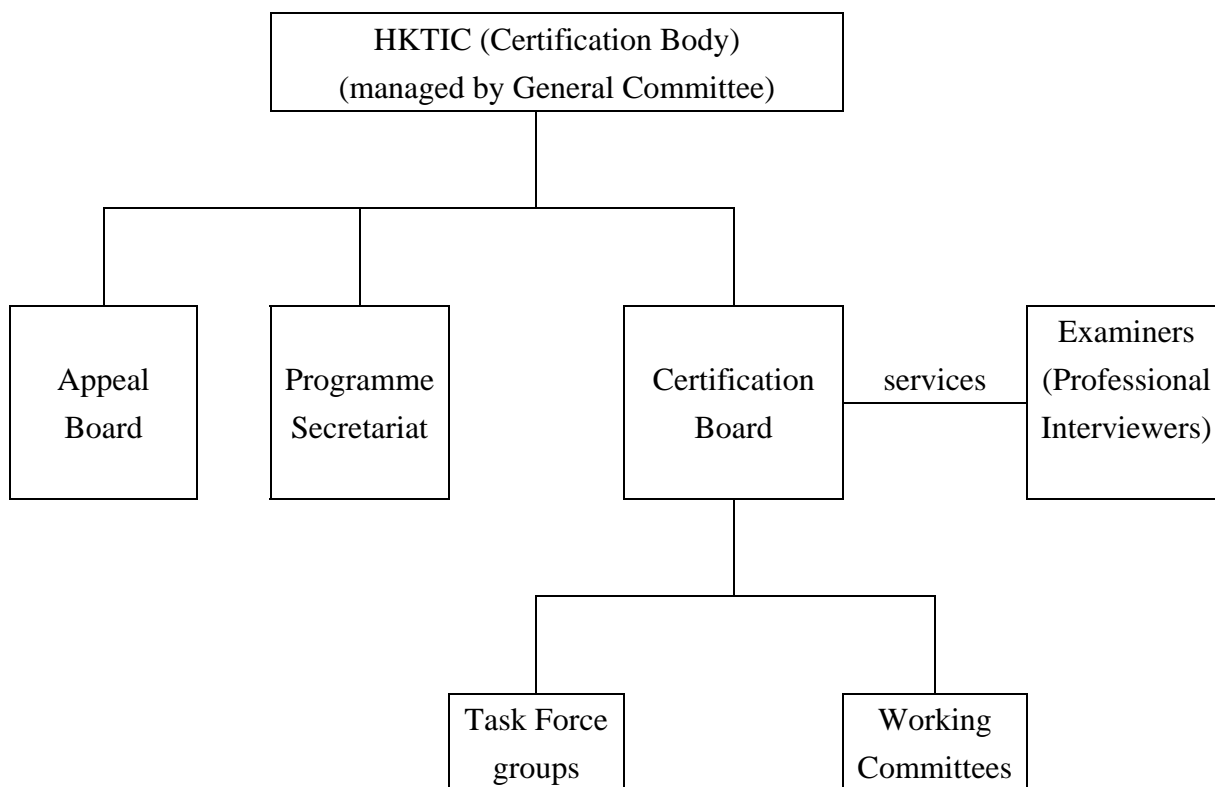 HKTIC (Certification Body)
(managed by General Committee)
Appeal
Board
Programme
Secretariat
Certification
Board
services
Examiners
(Professional
Interviewers)
Task Force
groups
Working
Committees